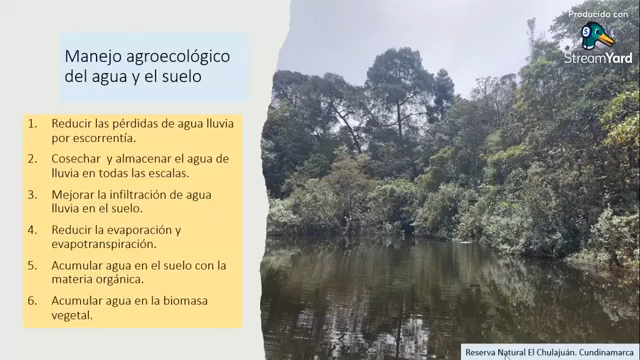 Producido con
StreamYard
Manejo agroecológico
del agua y el suelo
1. Reducir las pérdidas de agua lluvia
por escorrentía.
2. Cosechar y almacenar el agua de
lluvia en todas las escalas.
3. Mejorar la infiltración de agua
lluvia en el suelo.
4. Reducir la evaporación y
evapotranspiración.
5. Acumular agua en el suelo con la
materia orgánica.
6. Acumular agua en la biomasa
vegetal.
Reserva Natural El Chulajuán. Cundinamarca